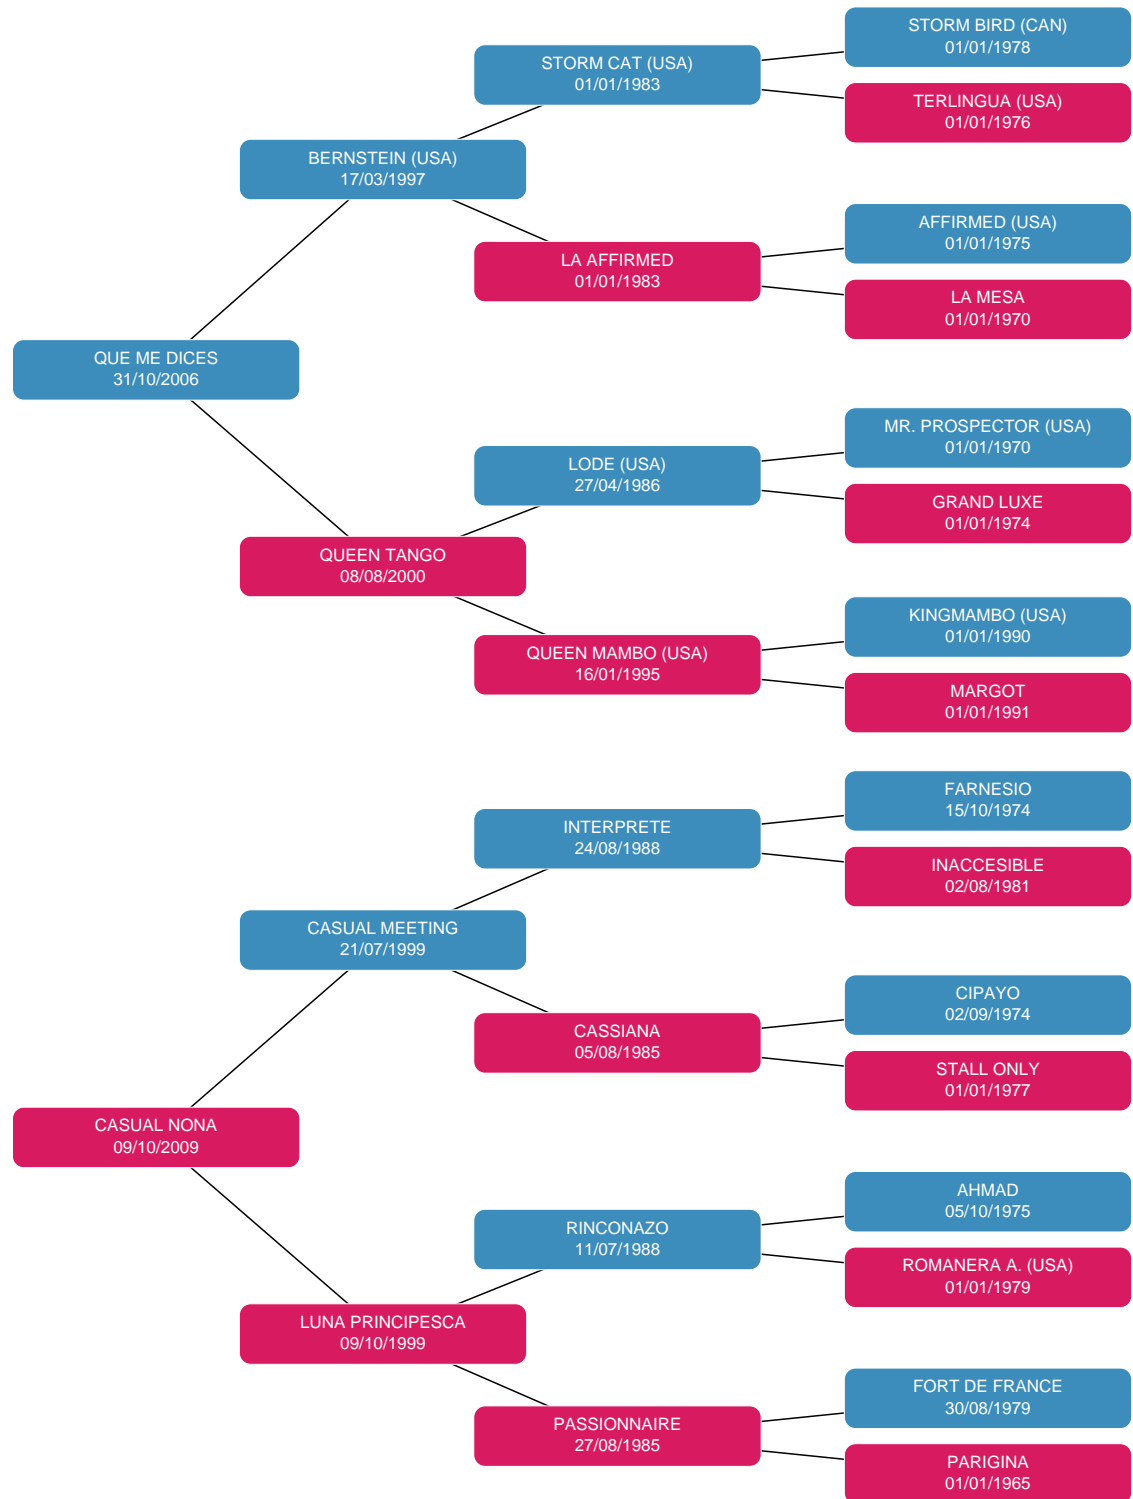 STORM BIRD (CAN)
01/01/1978
STORM CAT (USA)
01/01/1983
TERLINGUA (USA)
01/01/1976
BERNSTEIN (USA)
17/03/1997
AFFIRMED (USA)
01/01/1975
LA AFFIRMED
01/01/1983
LA MESA
01/01/1970
QUE ME DICES
31/10/2006
MR. PROSPECTOR (USA)
01/01/1970
LODE (USA)
27/04/1986
GRAND LUXE
01/01/1974
QUEEN TANGO
08/08/2000
KINGMAMBO (USA)
01/01/1990
QUEEN MAMBO (USA)
16/01/1995
MARGOT
01/01/1991
FARNESIO
15/10/1974
INTERPRETE
24/08/1988
INACCESIBLE
02/08/1981
CASUAL MEETING
21/07/1999
CIPAYO
02/09/1974
CASSIANA
05/08/1985
STALL ONLY
01/01/1977
CASUAL NONA
09/10/2009
AHMAD
05/10/1975
RINCONAZO
11/07/1988
ROMANERA A. (USA)
01/01/1979
LUNA PRINCIPESCA
09/10/1999
FORT DE FRANCE
30/08/1979
PASSIONNAIRE
27/08/1985
PARIGINA
01/01/1965